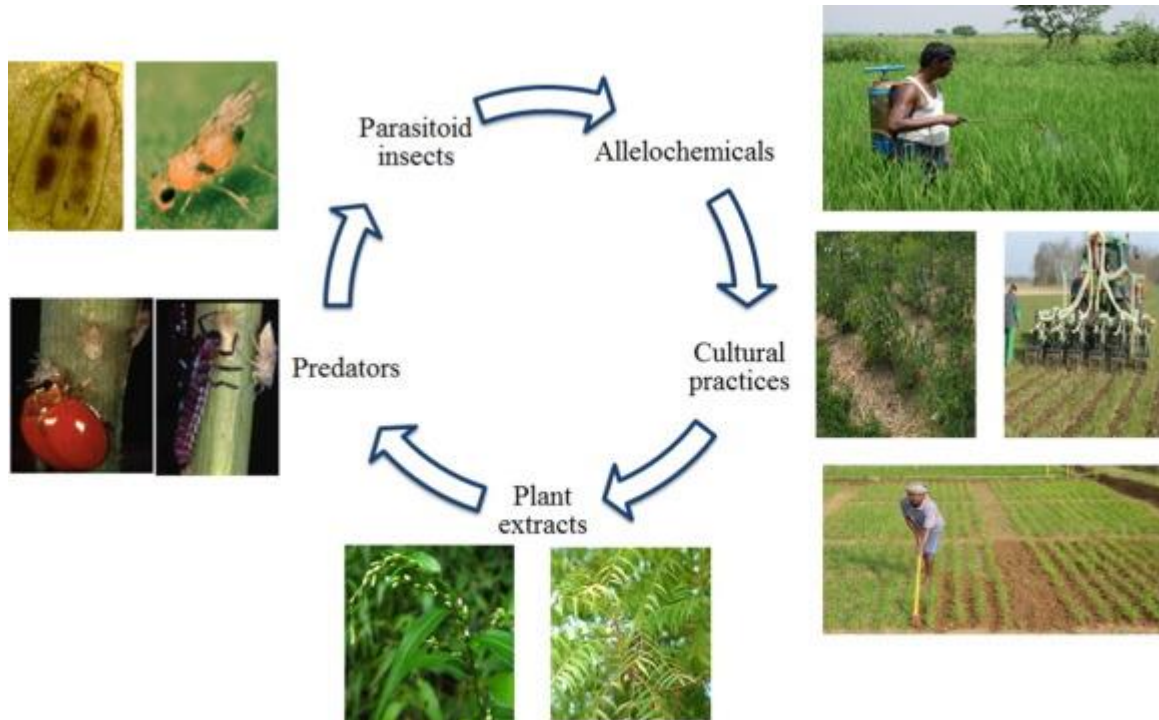 Parasitoid
insects
Allelochemicals
Cultural
practices
Plant
extracts
Predators